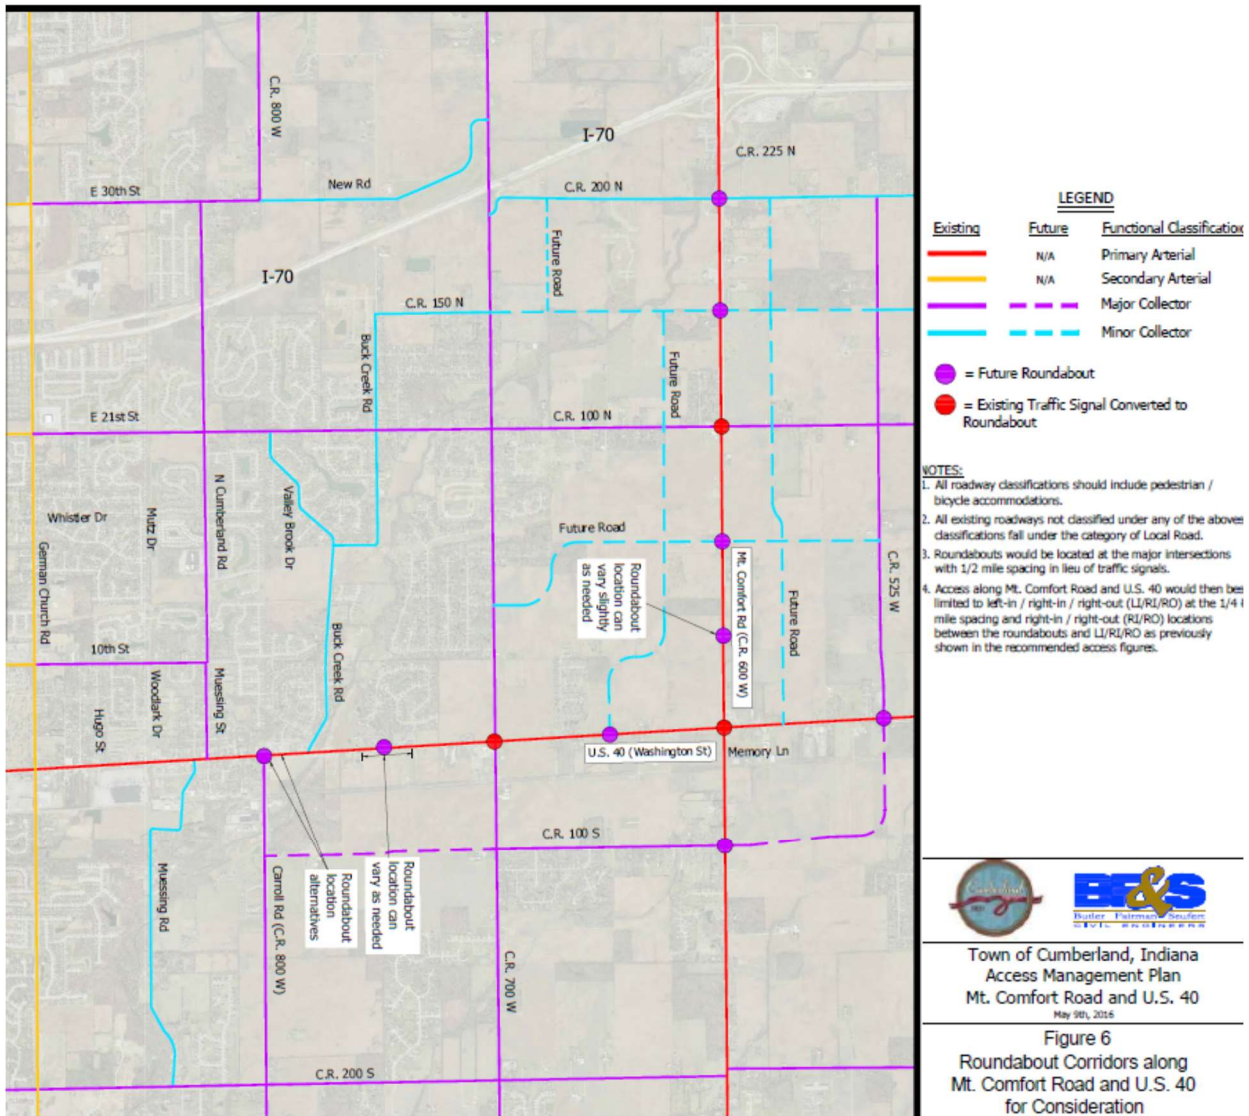 C.R. 800 W
I-70
C.R. 225 N
E 30th St
New Rd
C.R. 200 N
Future Road
I-70
C.R. 150 N
Buck Creek Rd
Future Road
E 21st St
C.R. 100 N
Whistler Dr
Mutz Dr
N Cumberland Rd
Valley Brook Dr
German Church Rd
Future Road
Roundabout
location can
vary slightly
as needed
Mt. Comfort Rd (C.R. 600 W)
Future Road
C.R. 525 W
10th St
Buck Creek Rd
Woodlark Dr
Hugo St
Muessing St
U.S. 40 (Washington St)
Memory Ln
C.R. 100 S
Muessing Rd
Carroll Rd (C.R. 800 W)
Roundabout
location
alternatives
Roundabout
location can
vary as needed
C.R. 700 W
C.R. 200 S
LEGEND
Existing Future Functional Classification
N/A Primary Arterial
N/A Secondary Arterial
Major Collector
Minor Collector
= Future Roundabout
= Existing Traffic Signal Converted to
Roundabout
NOTES:
1. All roadway classifications should include pedestrian /
bicycle accommodations.
2. All existing roadways not classified under any of the above
classifications fall under the category of Local Road.
3. Roundabouts would be located at the major intersections
with 1/2 mile spacing in lieu of traffic signals.
4. Access along Mt. Comfort Road and U.S. 40 would then be
limited to left-in / right-in / right-out (LI/RI/RO) at the 1/4
mile spacing and right-in / right-out (RI/RO) locations
between the roundabouts and LI/RI/RO as previously
shown in the recommended access figures.
BF&S
Butler Fairman Seufert
CIVIL ENGINEERS
Town of Cumberland, Indiana
Access Management Plan
Mt. Comfort Road and U.S. 40
May 9th, 2016
Figure 6
Roundabout Corridors along
Mt. Comfort Road and U.S. 40
for Consideration